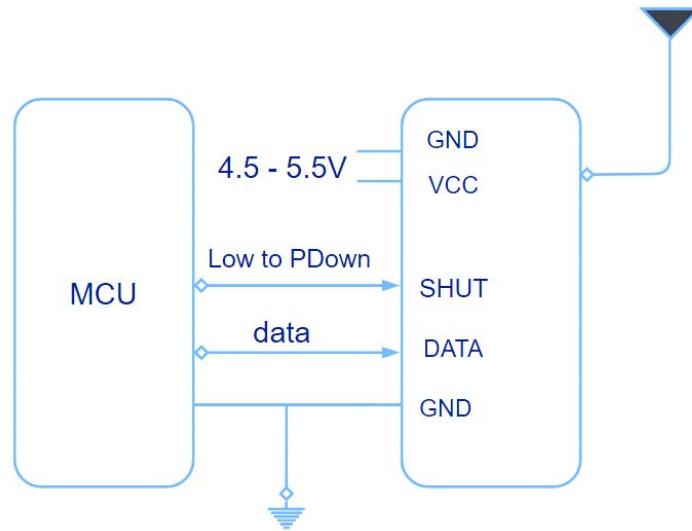 GND
4.5 - 5.5V
VCC
Low to PDown
MCU
SHUT
data
DATA
GND